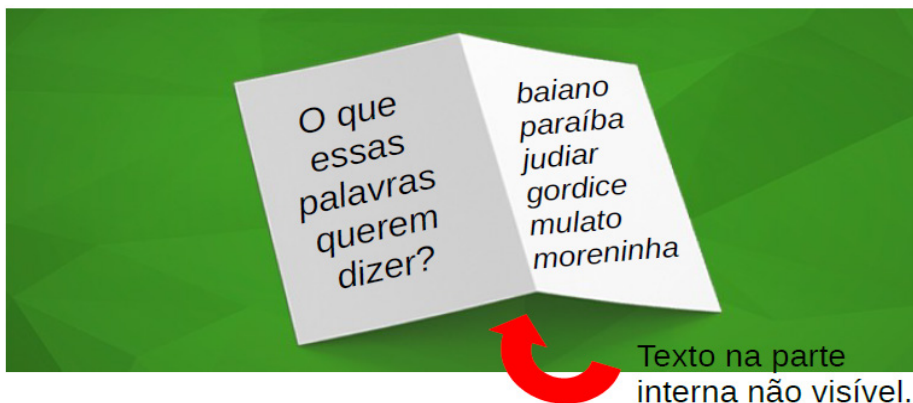 O que
essas
palavras
querem
dizer?
baiano
paraíba
judiar
gordice
mulato
moreninha
Texto na parte
interna não visível.